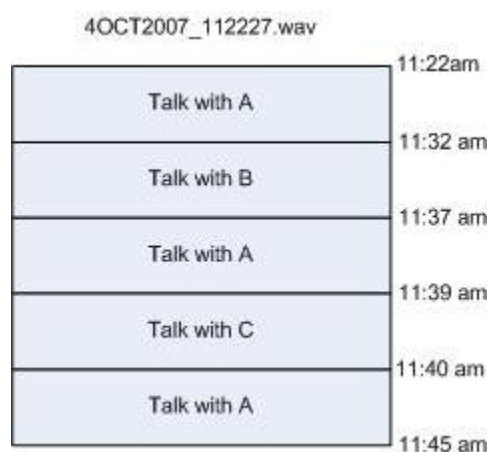 4OCT2007_112227.wav
11:22am
Talk with A
11:32 am
Talk with B
11:37 am
Talk with A
11:39 am
Talk with C
11:40 am
Talk with A
11:45 am